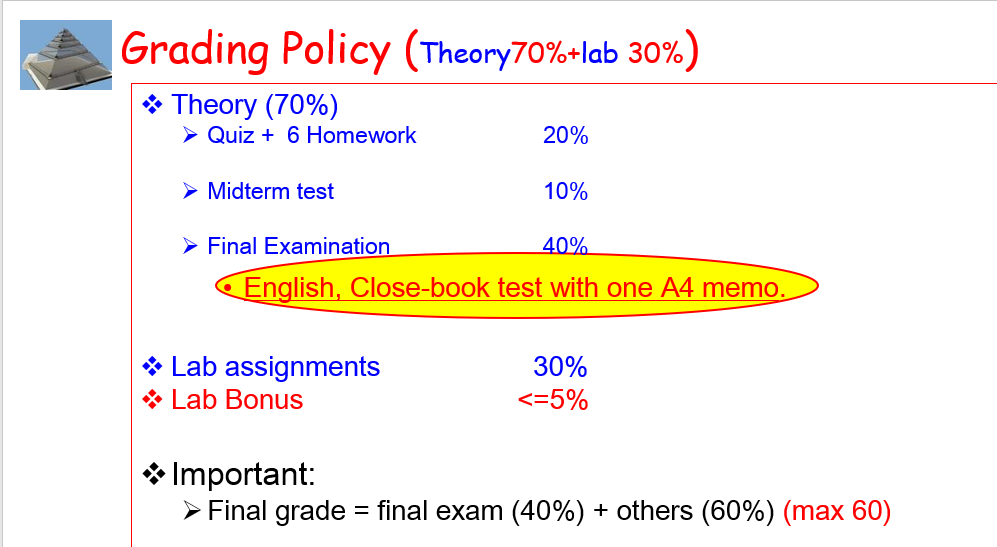 Grading Policy (Theory70%+lab 30%)
❖ Theory (70%)
➢ Quiz + 6 Homework 20%
➢ Midterm test 10%
➢ Final Examination 40%
• English, Close-book test with one A4 memo.
❖ Lab assignments 30%
❖ Lab Bonus <=5%
❖ Important:
➢ Final grade = final exam (40%) + others (60%) (max 60)